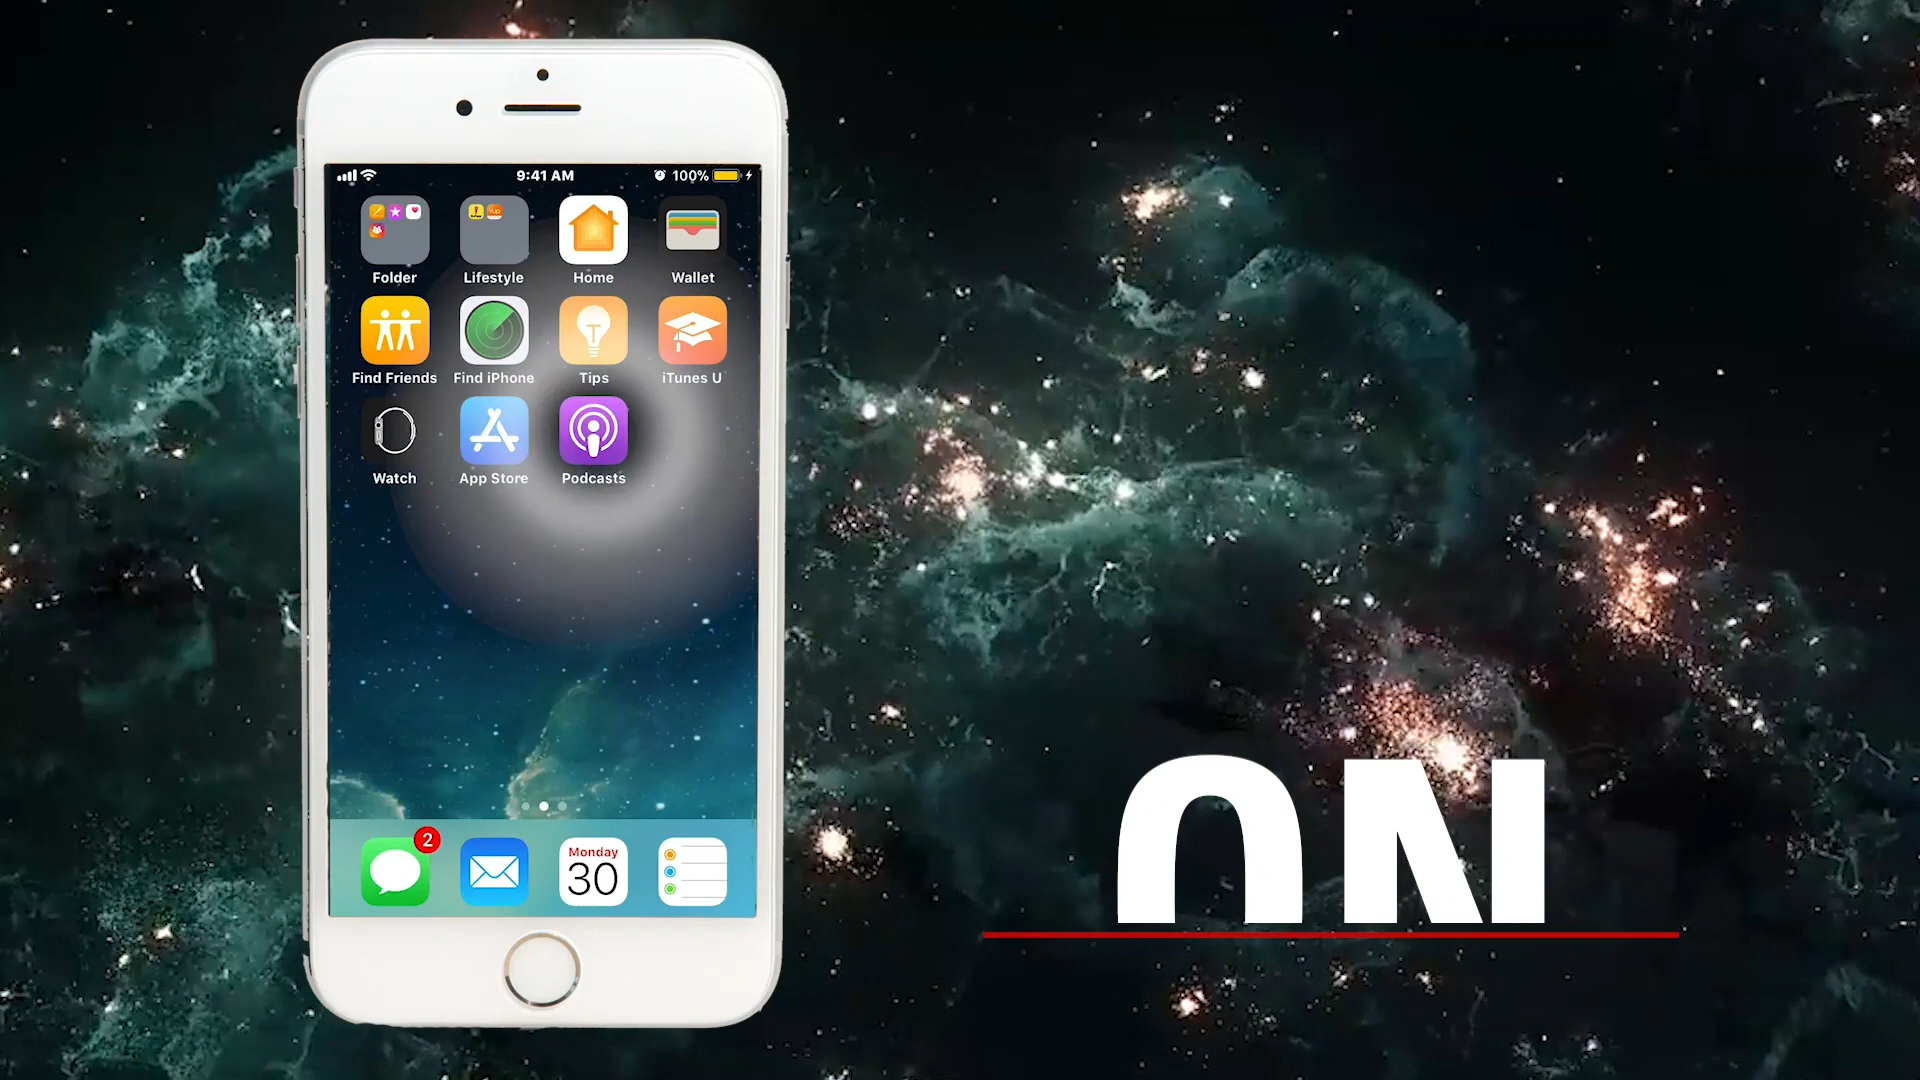 9:41 AM 100%
Folder Lifestyle Home Wallet
Find Friends Find iPhone Tips iTunes U
Watch App Store Podcasts
2
Monday
30
ON